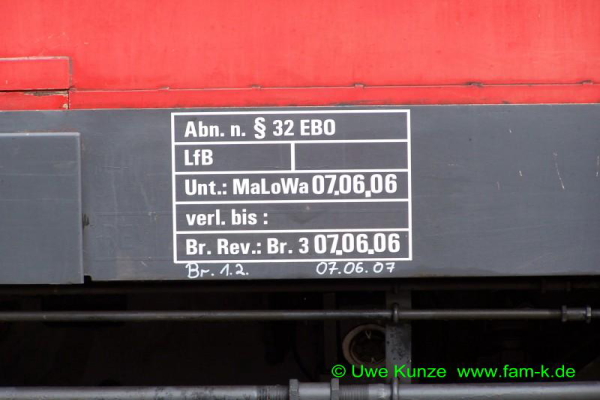 Abn. n. § 32 EBO
LfB
Unt.: MaLoWa 07.06.06
verl. bis :
Br. Rev.: Br. 3 07.06.06
Br. 1.2. 07.06.07
© Uwe Kunze www.fam-k.de